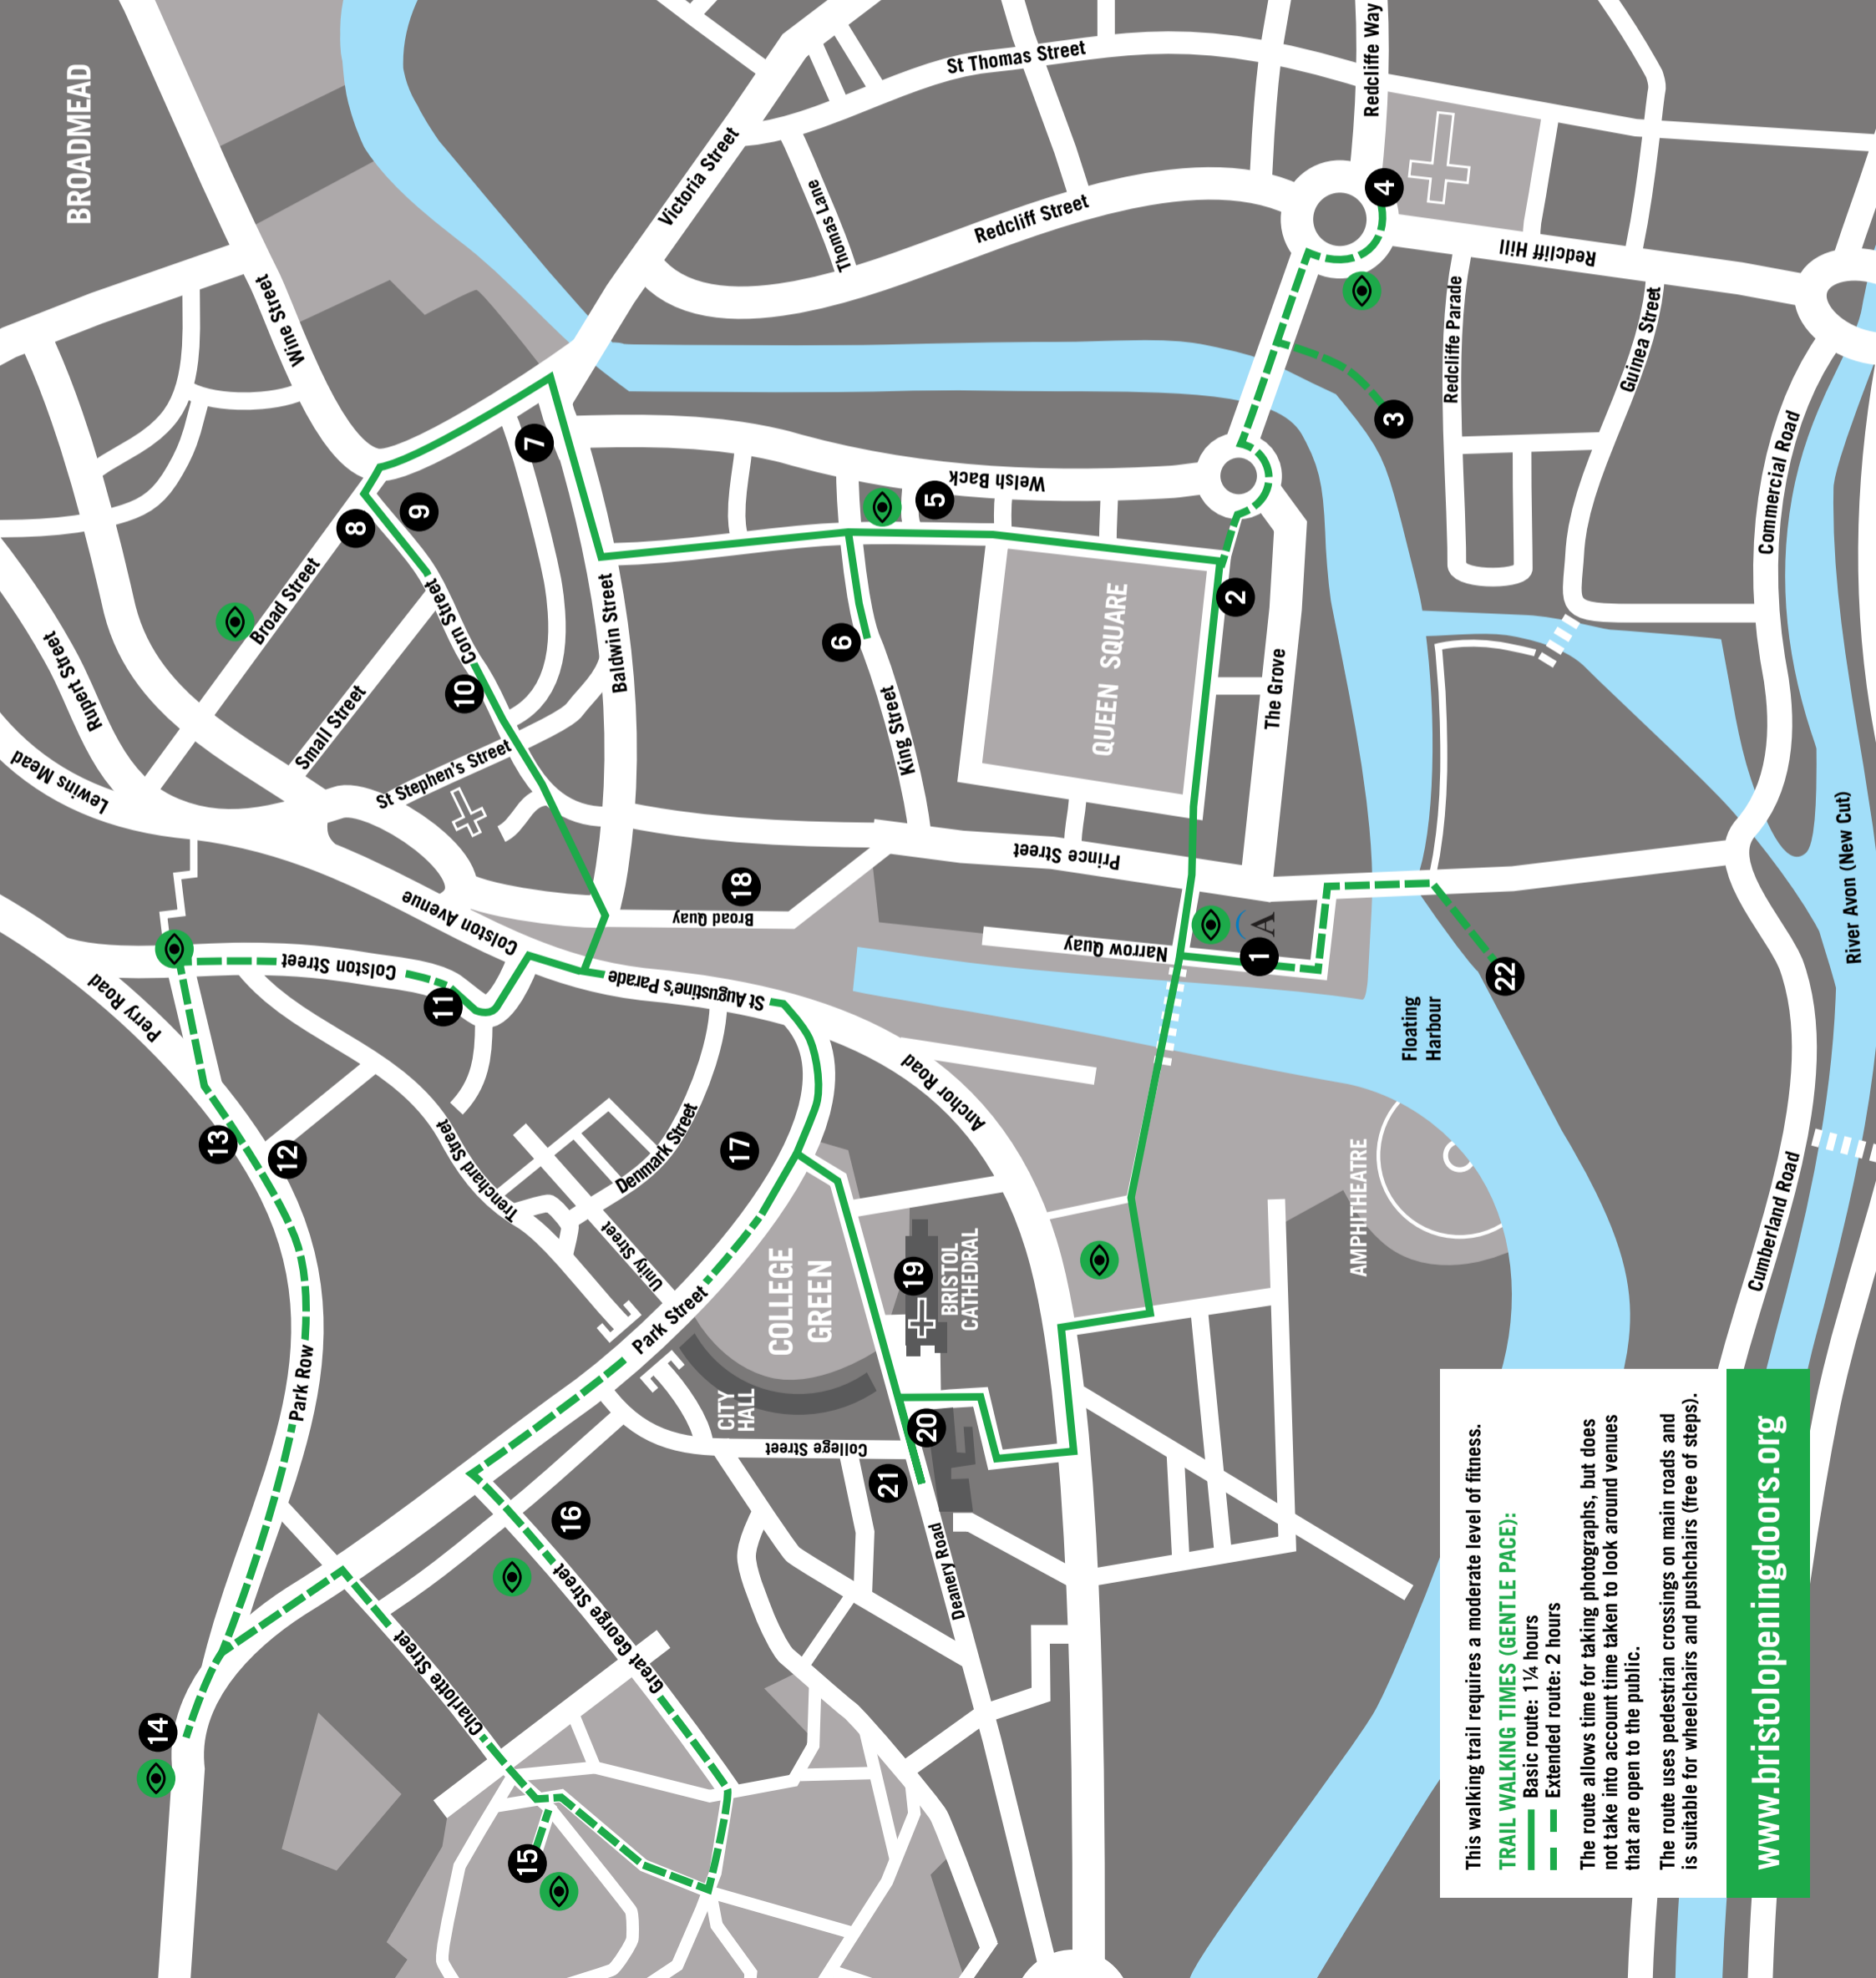 BROADMEAD
Wine Street
Victoria Street
St Thomas Street
Redcliffe Way
Thomas Lane
Redcliff Street
4
Redcliff Hill
Redcliffe Parade
Guinea Street
3
Commercial Road
7
8
9
5
Welsh Back
Broad Street
Rupert Street
Corn Street
10
Small Street
St Stephen's Street
Baldwin Street
6
King Street
QUEEN SQUARE
2
The Grove
Lewins Mead
Colston Avenue
18
Broad Quay
Prince Street
Narrow Quay
1
A
22
Floating
Harbour
River Avon (New Cut)
Perry Road
Colston Street
11
St Augustine's Parade
13
12
Trenchard Street
Denmark Street
17
Unity Street
Anchor Road
AMPHITHEATRE
Cumberland Road
Park Row
Park Street
COLLEGE
GREEN
19
BRISTOL
CATHEDRAL
CITY
HALL
College Street
20
21
Deanery Road
16
Great George Street
Charlotte Street
14
15
This walking trail requires a moderate level of fitness.
TRAIL WALKING TIMES (GENTLE PACE):
Basic route: 1¼ hours
Extended route: 2 hours
The route allows time for taking photographs, but does
not take into account time taken to look around venues
that are open to the public.
The route uses pedestrian crossings on main roads and
is suitable for wheelchairs and pushchairs (free of steps).
www.bristolopeningdoors.org